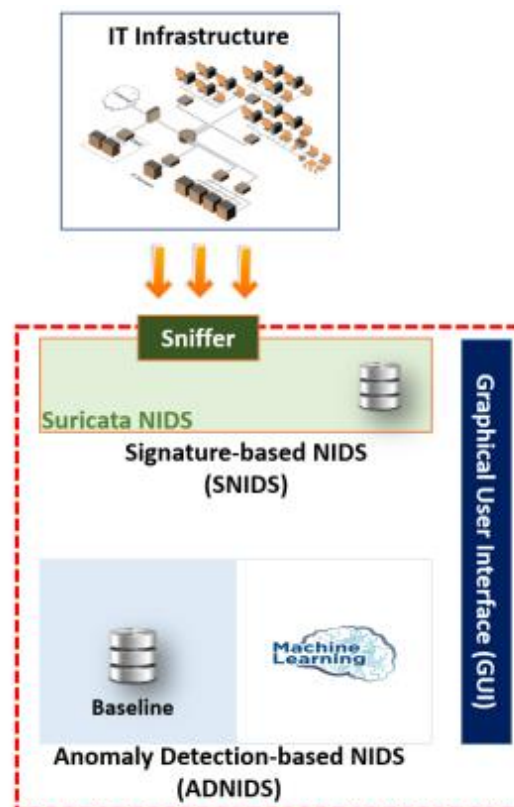 IT Infrastructure
Sniffer
Suricata NIDS
Signature-based NIDS
(SNIDS)
Graphical User Interface (GUI)
Machine
Learning
Baseline
Anomaly Detection-based NIDS
(ADNIDS)